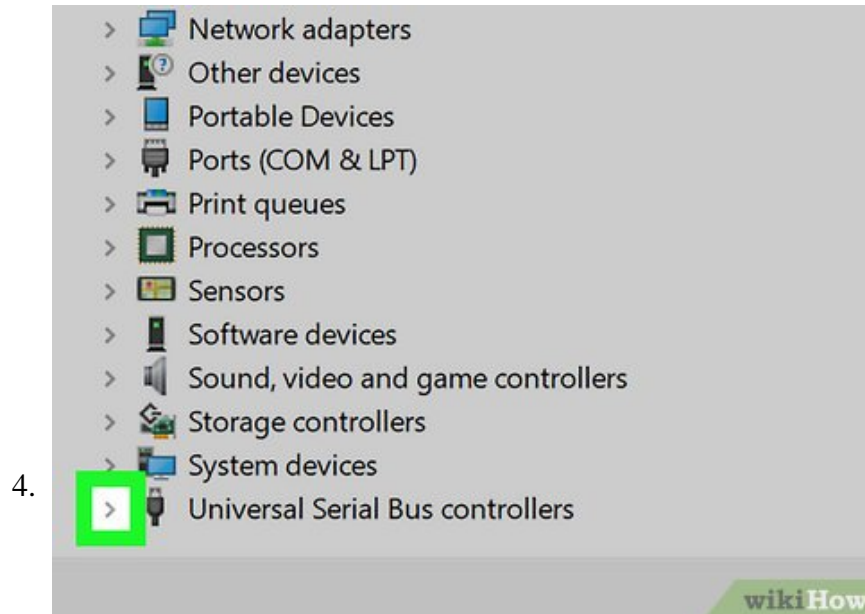 Network adapters
Other devices
Portable Devices
Ports (COM & LPT)
Print queues
Processors
Sensors
Software devices
Sound, video and game controllers
Storage controllers
System devices
4.
Universal Serial Bus controllers
wikiHow